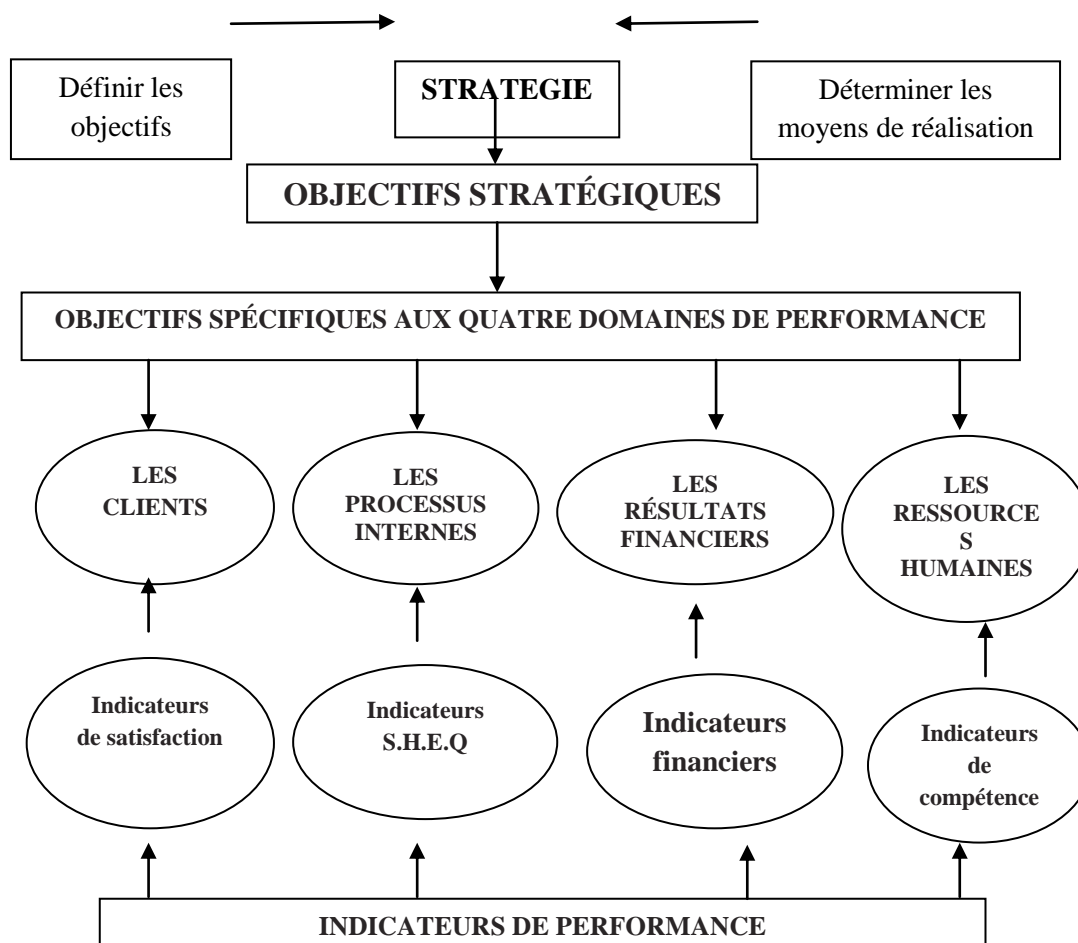 Définir les
objectifs
STRATEGIE
Déterminer les
moyens de réalisation
OBJECTIFS STRATÉGIQUES
OBJECTIFS SPÉCIFIQUES AUX QUATRE DOMAINES DE PERFORMANCE
LES
CLIENTS
LES
PROCESSUS
INTERNES
LES
RÉSULTATS
FINANCIERS
LES
RESSOURCE
S
HUMAINES
Indicateurs
de satisfaction
Indicateurs
S.H.E.Q
Indicateurs
financiers
Indicateurs
de
compétence
INDICATEURS DE PERFORMANCE